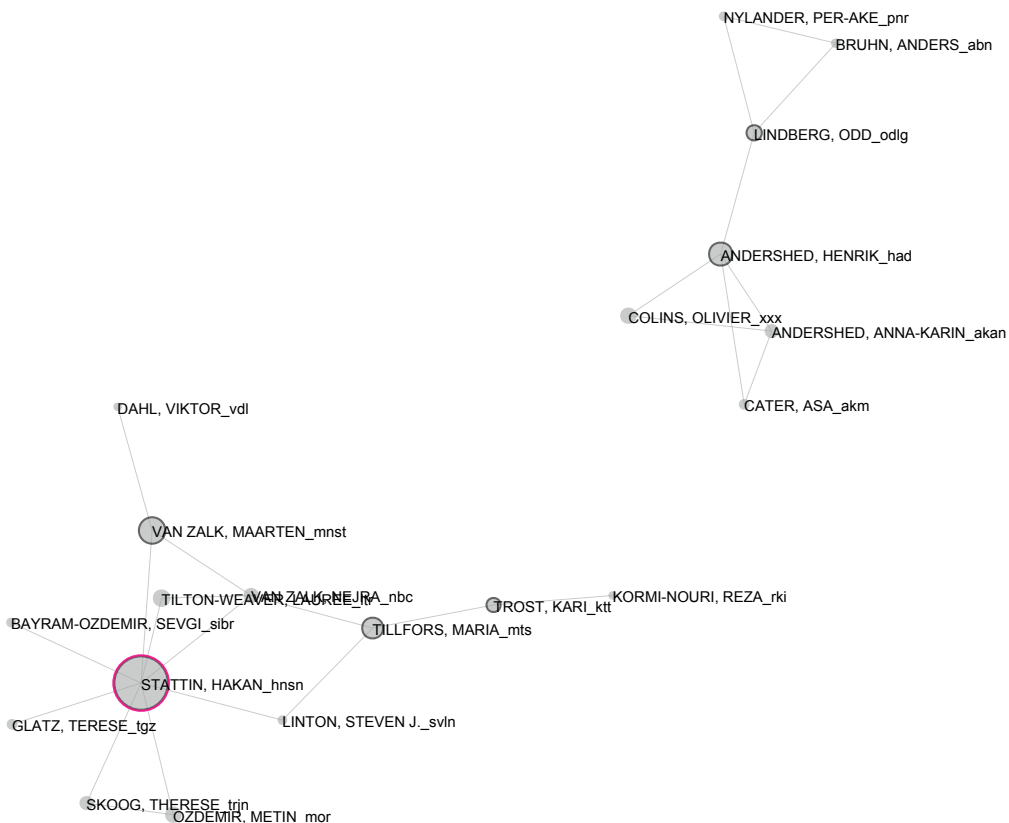 NYLANDER, PER-AKE_pnr
BRUHN, ANDERS_abn
LINDBERG, ODD_odlg
ANDERSHED, HENRIK_had
COLINS, OLIVIER_xxx
ANDERSHED, ANNA-KARIN_akan
CATER, ASA_akm
DAHL, VIKTOR_vdl
VAN ZALK, MAARTEN_mnst
VAN ZALK, NEJRA_nbc
TILTON-WEAVER, LAUREE_ltr
KORMI-NOURI, REZA_rki
TROST, KARI_ktt
BAYRAM-OZDEMIR, SEVGI_sibr
TILLFORS, MARIA_mts
STATTIN, HAKAN_hnsn
LINTON, STEVEN J._svln
GLATZ, TERESE_tgz
SKOOG, THERESE_trin
OZDEMIR, METIN_mor